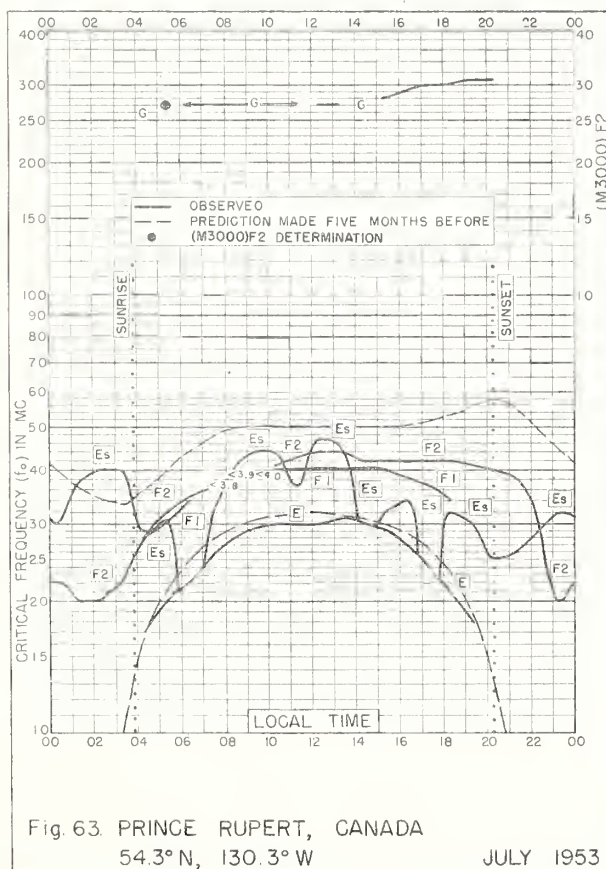 00 02 04 06 08 10 12 14 16 18 20 22 00
400
300
250
200
150
100
90
80
70
60
50
40
30
25
20
15
10
40
30
25
20
15
10
(M3000)F2
CRITICAL FREQUENCY (fo) IN MC
G
G
G
OBSERVED
PREDICTION MADE FIVE MONTHS BEFORE
(M3000)F2 DETERMINATION
SUNRISE
SUNSET
Es
F2
Es
F2
F1
Es
F2
Es
<3.8
<3.9<4.0
F1
E
Es
Es
F2
F1
Es
E
Es
F2
LOCAL TIME
00 02 04 06 08 10 12 14 16 18 20 22 00
Fig. 63. PRINCE RUPERT, CANADA
54.3° N, 130.3° W JULY 1953